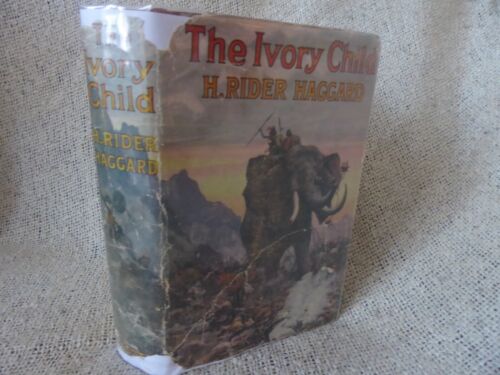 The
Ivory
Child
H. RIDER
HAGGARD
The Ivory Child
H. RIDER HAGGARD